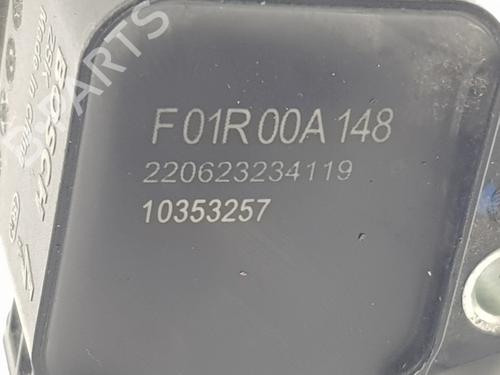 F 01R 00A 148
220623234119
10353257
BOSCH
B-PARTS